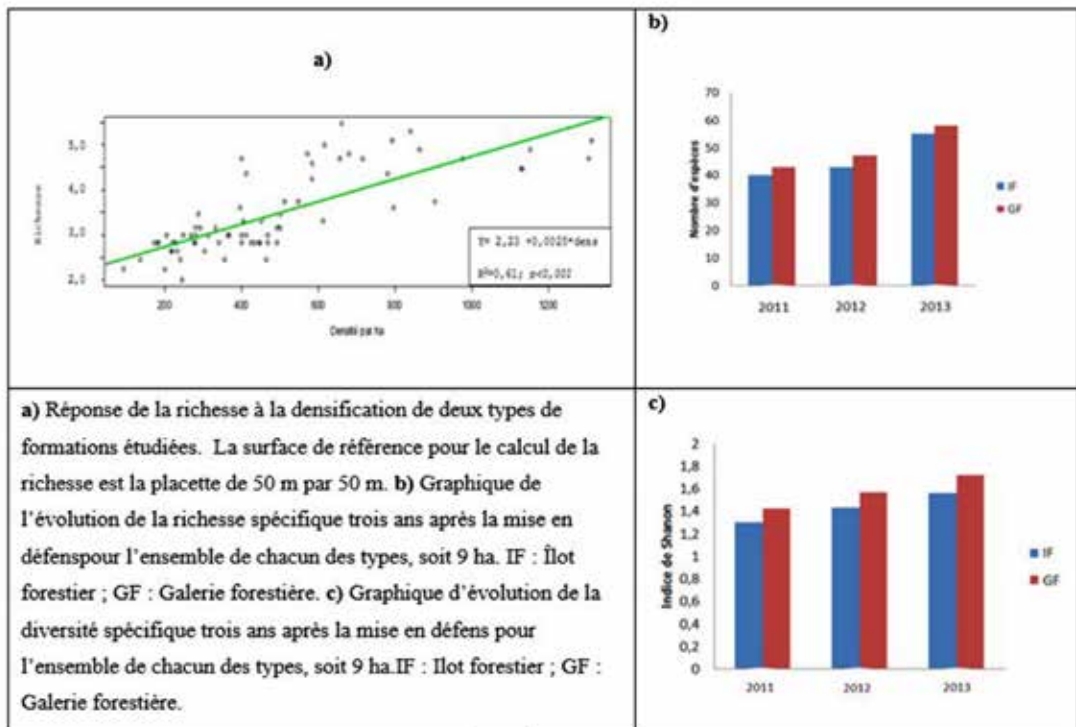 a)
5,0
4,0
3,0
2,0
200
400
600
800
1000
1200
Densité par ha
Y= 2,23 +0,0025*dens
R²=0,61; p<0,001
b)
Nombre d'espèces
70
60
50
40
30
20
10
0
2011
2012
2013
IF
GF
a) Réponse de la richesse à la densification de deux types de
formations étudiées. La surface de référence pour le calcul de la
richesse est la placette de 50 m par 50 m. b) Graphique de
l'évolution de la richesse spécifique trois ans après la mise en
défenspour l'ensemble de chacun des types, soit 9 ha. IF : Îlot
forestier ; GF : Galerie forestière. c) Graphique d'évolution de la
diversité spécifique trois ans après la mise en défens pour
l'ensemble de chacun des types, soit 9 ha.IF : Ilot forestier ; GF :
Galerie forestière.
c)
Indice de Shanon
2
1,8
1,6
1,4
1,2
1
0,8
0,6
0,4
0,2
0
2011
2012
2013
IF
GF